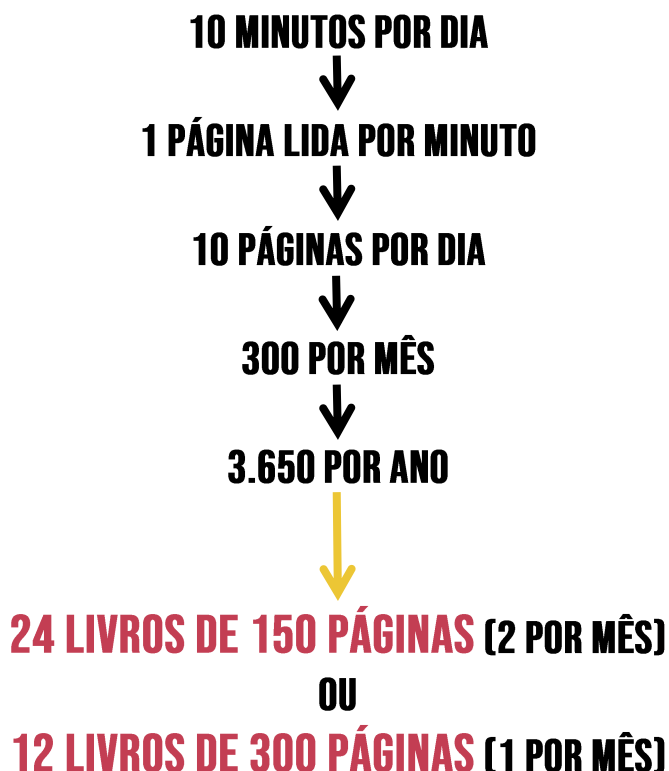 10 MINUTOS POR DIA
1 PÁGINA LIDA POR MINUTO
10 PÁGINAS POR DIA
300 POR MÊS
3.650 POR ANO
24 LIVROS DE 150 PÁGINAS (2 POR MÊS)
OU
12 LIVROS DE 300 PÁGINAS (1 POR MÊS)